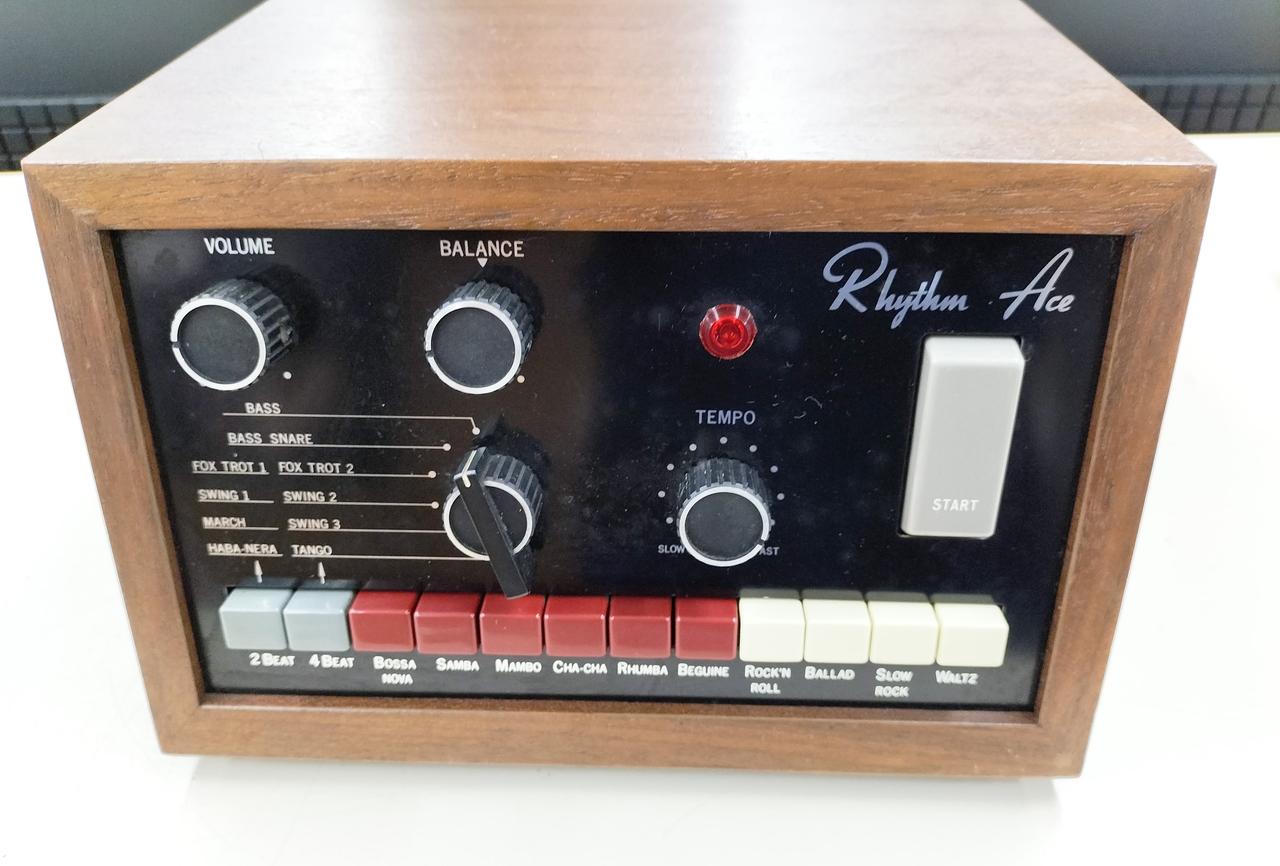 VOLUME
BALANCE
Rhythm Ace
BASS
BASS SNARE
FOX TROT 1 FOX TROT 2
SWING 1 SWING 2
MARCH SWING 3
HABA-NERA TANGO
TEMPO
SLOW AST
START
2 BEAT 4 BEAT BOSSA NOVA SAMBA MAMBO CHA-CHA RHUMBA BEGUINE ROCK'N ROLL BALLAD SLOW ROCK WALTZ